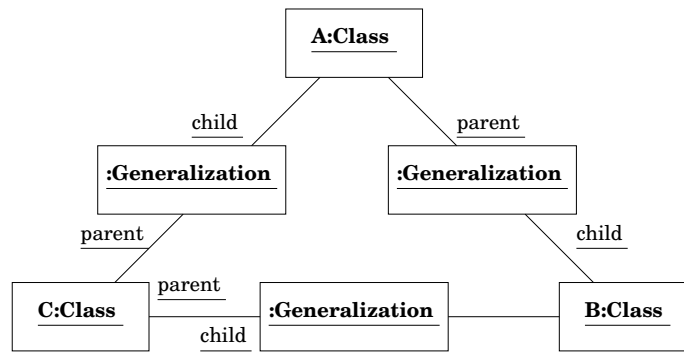 A:Class
child
parent
:Generalization
:Generalization
parent
child
parent
C:Class
:Generalization
B:Class
child